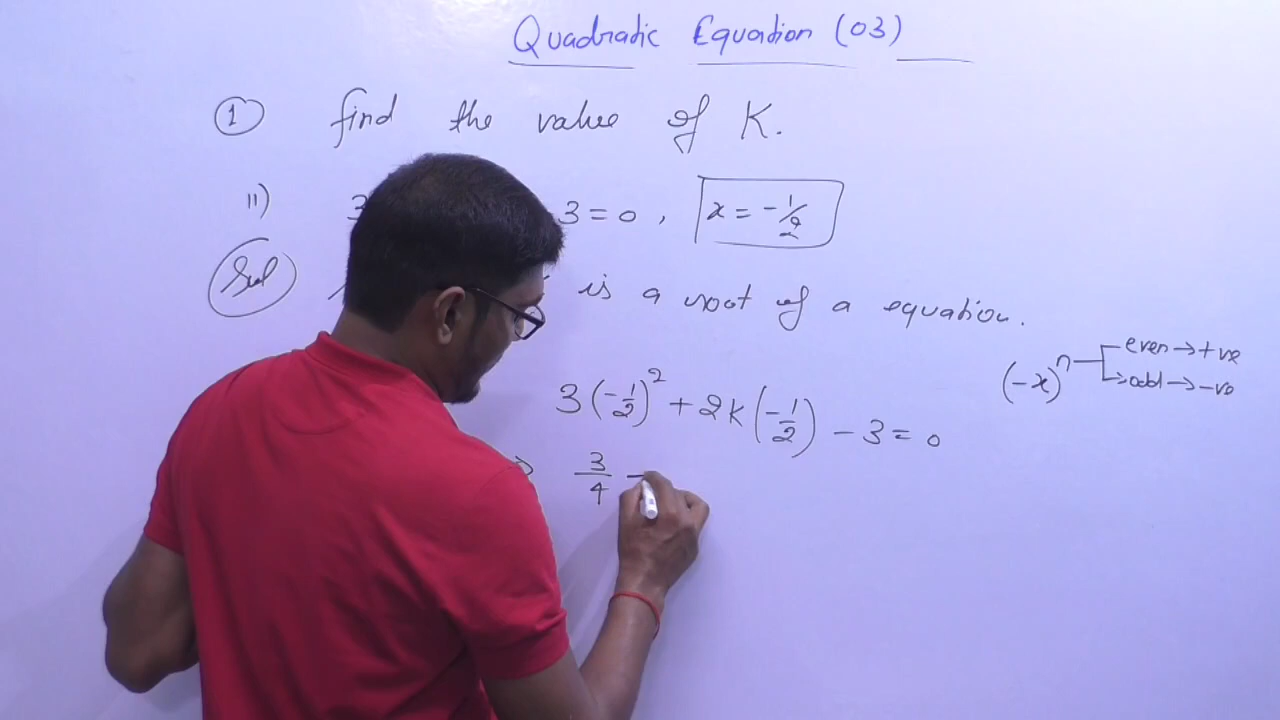 Quadratic Equation (03)
① find the value of K.
11) 3 3 = 0 , x = -1/2
Sol is a root of a equation.
(-x)^n even → +ve
odd → -ve
3(-1/2)^2 + 2K(-1/2) - 3 = 0
⇒ 3/4 -